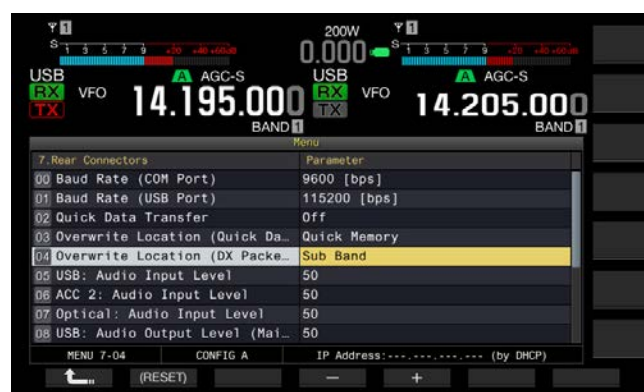 1 200W 1
S 1 3 5 7 9 +20 +40 +60dB 0.000 S 1 3 5 7 9 +20 +40 +60dB
USB A AGC-S USB A AGC-S
RX VFO 14.195.000 RX VFO 14.205.000
TX TX
BAND 1 BAND 1
Menu
7.Rear Connectors Parameter
00 Baud Rate (COM Port) 9600 [bps]
01 Baud Rate (USB Port) 115200 [bps]
02 Quick Data Transfer Off
03 Overwrite Location (Quick Da… Quick Memory
04 Overwrite Location (DX Packe… Sub Band
05 USB: Audio Input Level 50
06 ACC 2: Audio Input Level 50
07 Optical: Audio Input Level 50
08 USB: Audio Output Level (Mai… 50
MENU 7-04 CONFIG A IP Address:---.---.---.--- (by DHCP)
(RESET) － +